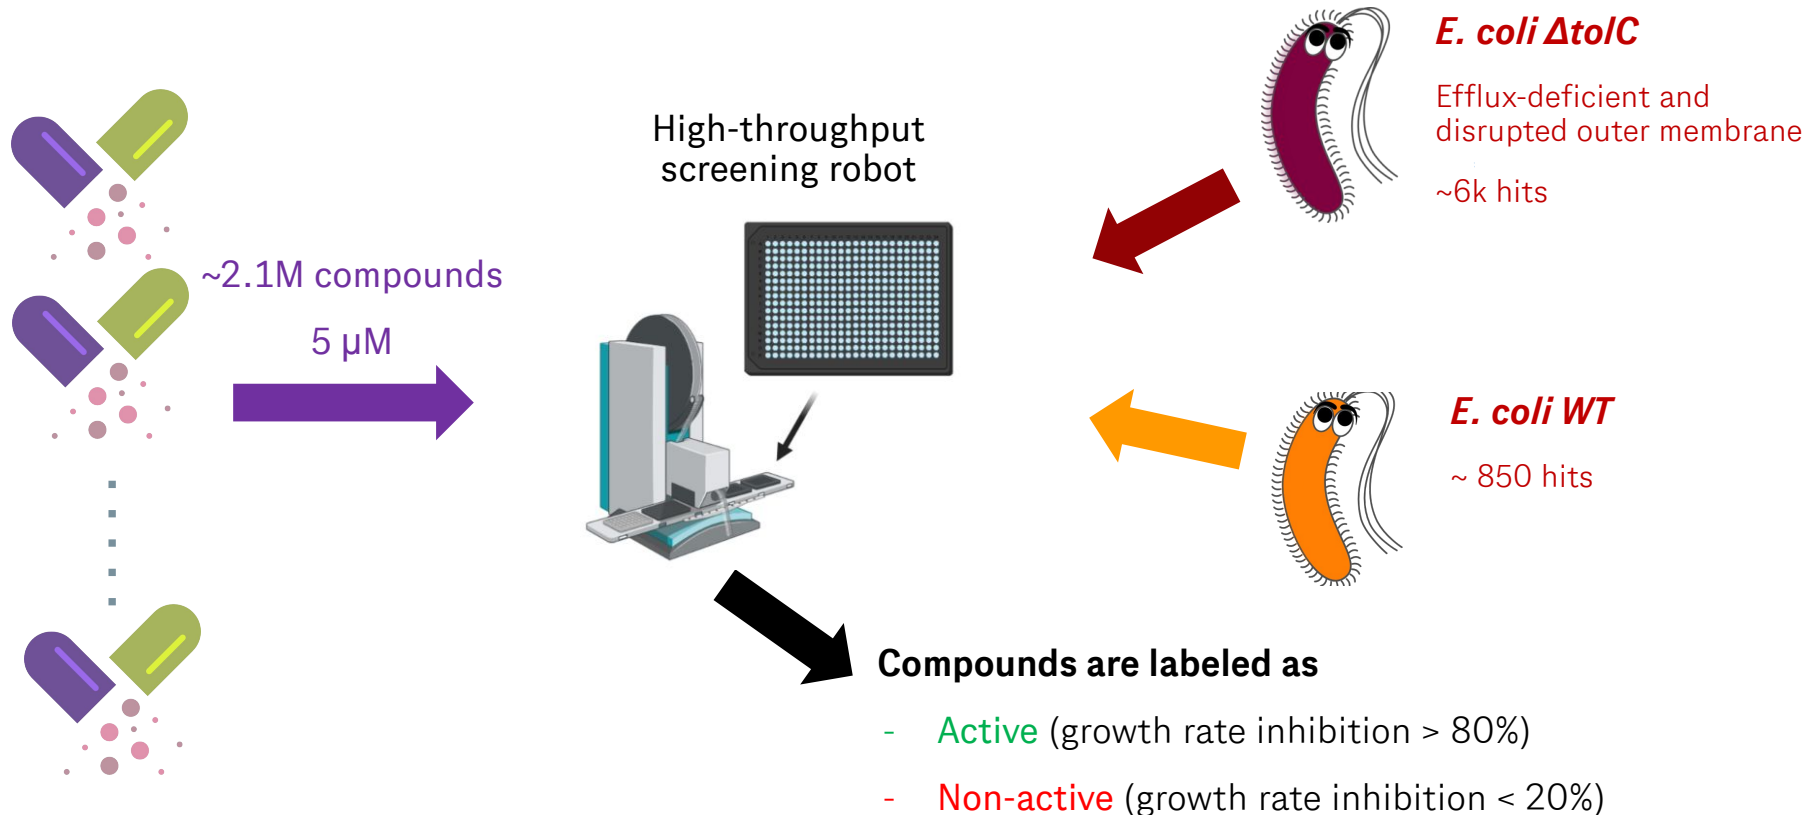 E. coli ΔtolC
Efflux-deficient and
disrupted outer membrane
~6k hits
High-throughput
screening robot
~2.1M compounds
5 µM
E. coli WT
~ 850 hits
Compounds are labeled as
- Active (growth rate inhibition > 80%)
- Non-active (growth rate inhibition < 20%)